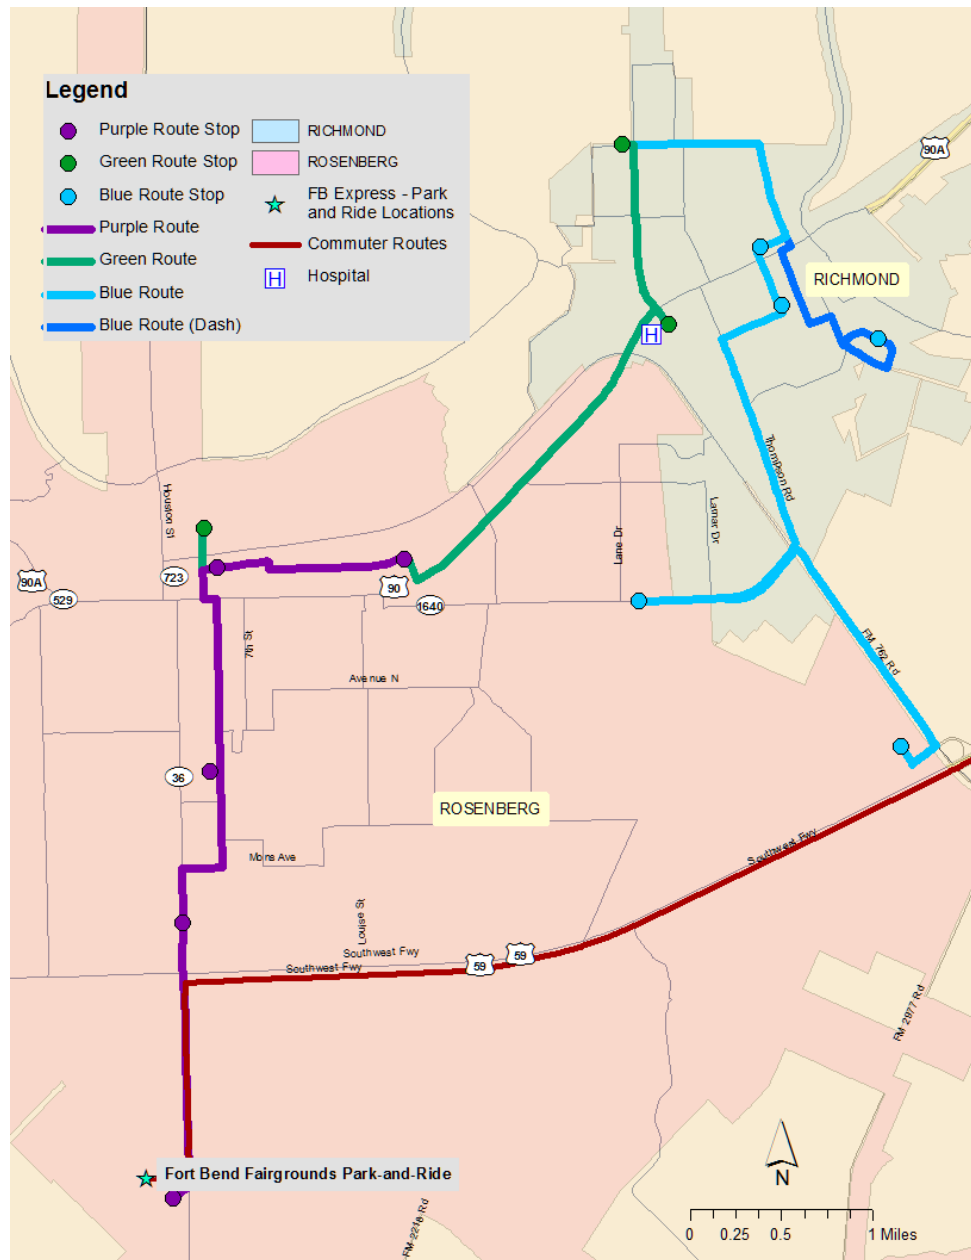 Legend
Purple Route Stop
Green Route Stop
Blue Route Stop
Purple Route
Green Route
Blue Route
Blue Route (Dash)
RICHMOND
ROSENBERG
FB Express - Park
and Ride Locations
Commuter Routes
H
Hospital
90A
RICHMOND
H
Thompson Rd
Houston St
Lane Dr
Lamar Dr
90A
529
723
90
1640
7th St
FM 762 Rd
Avenue N
36
ROSENBERG
Mons Ave
Southwest Fwy
Louise St
Southwest Fwy
Southwest Fwy
59
59
FM 2977 Rd
Fort Bend Fairgrounds Park-and-Ride
FM 2218 Rd
N
0 0.25 0.5 1 Miles